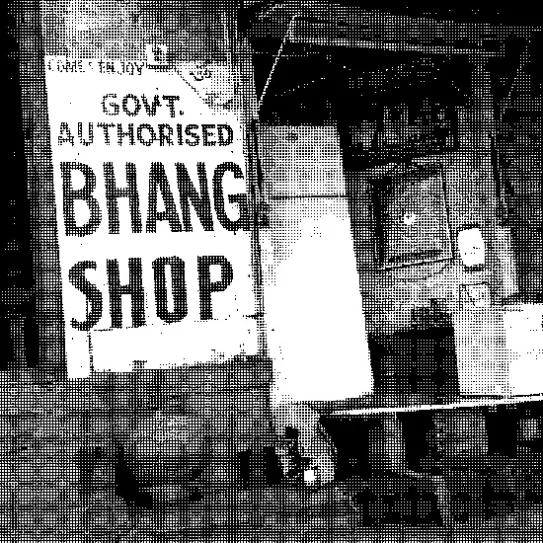 COME & ENJOY
GOVT.
AUTHORISED
BHANG
SHOP